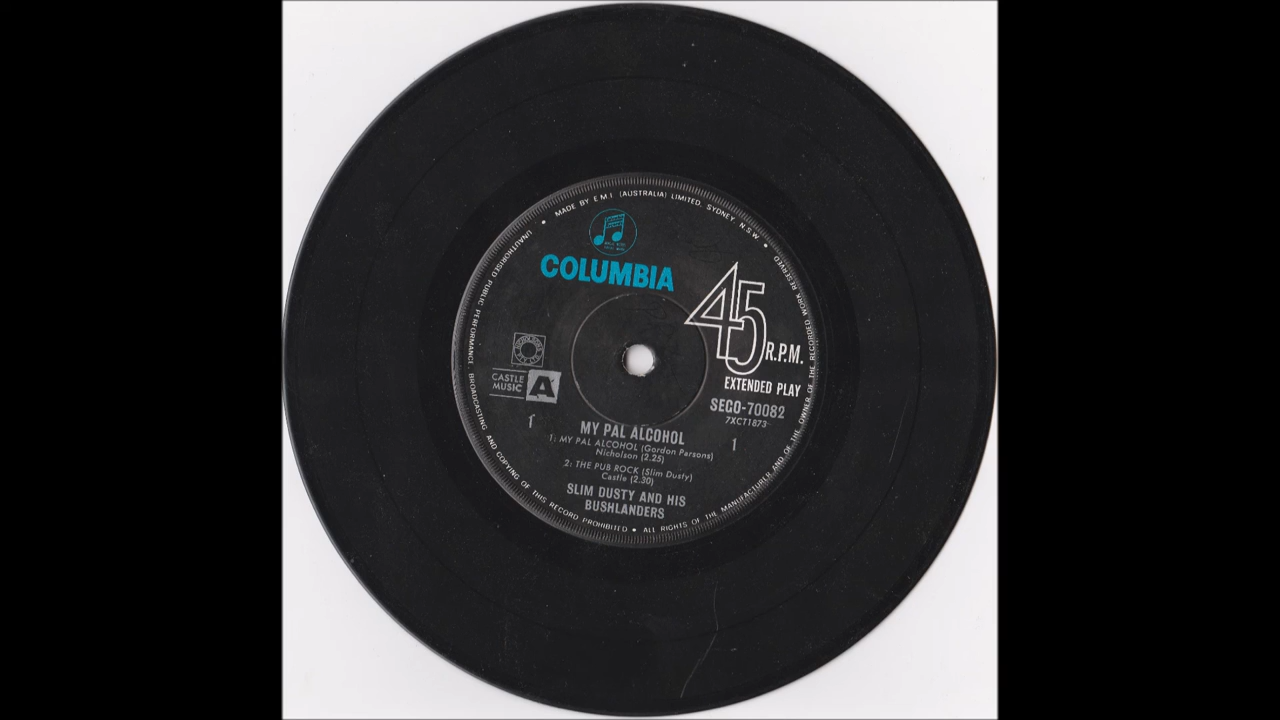 MADE BY E M I (AUSTRALIA) LIMITED. SYDNEY N.S.W.
UNAUTHORISED PUBLIC PERFORMANCE BROADCASTING AND COPYING OF THIS RECORD PROHIBITED • ALL RIGHTS OF THE MANUFACTURER AND OF THE OWNER OF THE RECORDED WORK RESERVED
COLUMBIA
45
R.P.M.
EXTENDED PLAY
CASTLE
MUSIC
A
SEGO-70082
7XCT1873
1
1
MY PAL ALCOHOL
1: MY PAL ALCOHOL (Gordon Parsons)
Nicholson (2.25)
2: THE PUB ROCK (Slim Dusty)
Castle (2.30)
SLIM DUSTY AND HIS
BUSHLANDERS